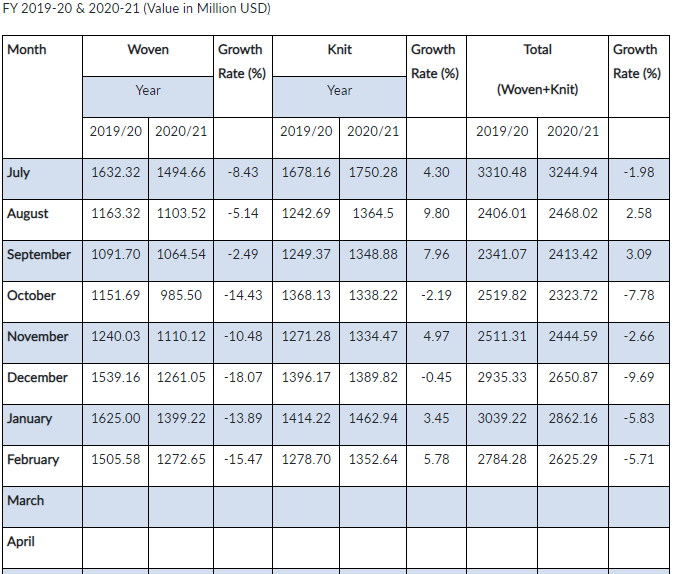 FY 2019-20 & 2020-21 (Value in Million USD)
Month Woven Growth Rate (%) Knit Growth Rate (%) Total (Woven+Knit) Growth Rate (%)
Year Year
2019/20 2020/21 2019/20 2020/21 2019/20 2020/21
July 1632.32 1494.66 -8.43 1678.16 1750.28 4.30 3310.48 3244.94 -1.98
August 1163.32 1103.52 -5.14 1242.69 1364.5 9.80 2406.01 2468.02 2.58
September 1091.70 1064.54 -2.49 1249.37 1348.88 7.96 2341.07 2413.42 3.09
October 1151.69 985.50 -14.43 1368.13 1338.22 -2.19 2519.82 2323.72 -7.78
November 1240.03 1110.12 -10.48 1271.28 1334.47 4.97 2511.31 2444.59 -2.66
December 1539.16 1261.05 -18.07 1396.17 1389.82 -0.45 2935.33 2650.87 -9.69
January 1625.00 1399.22 -13.89 1414.22 1462.94 3.45 3039.22 2862.16 -5.83
February 1505.58 1272.65 -15.47 1278.70 1352.64 5.78 2784.28 2625.29 -5.71
March
April